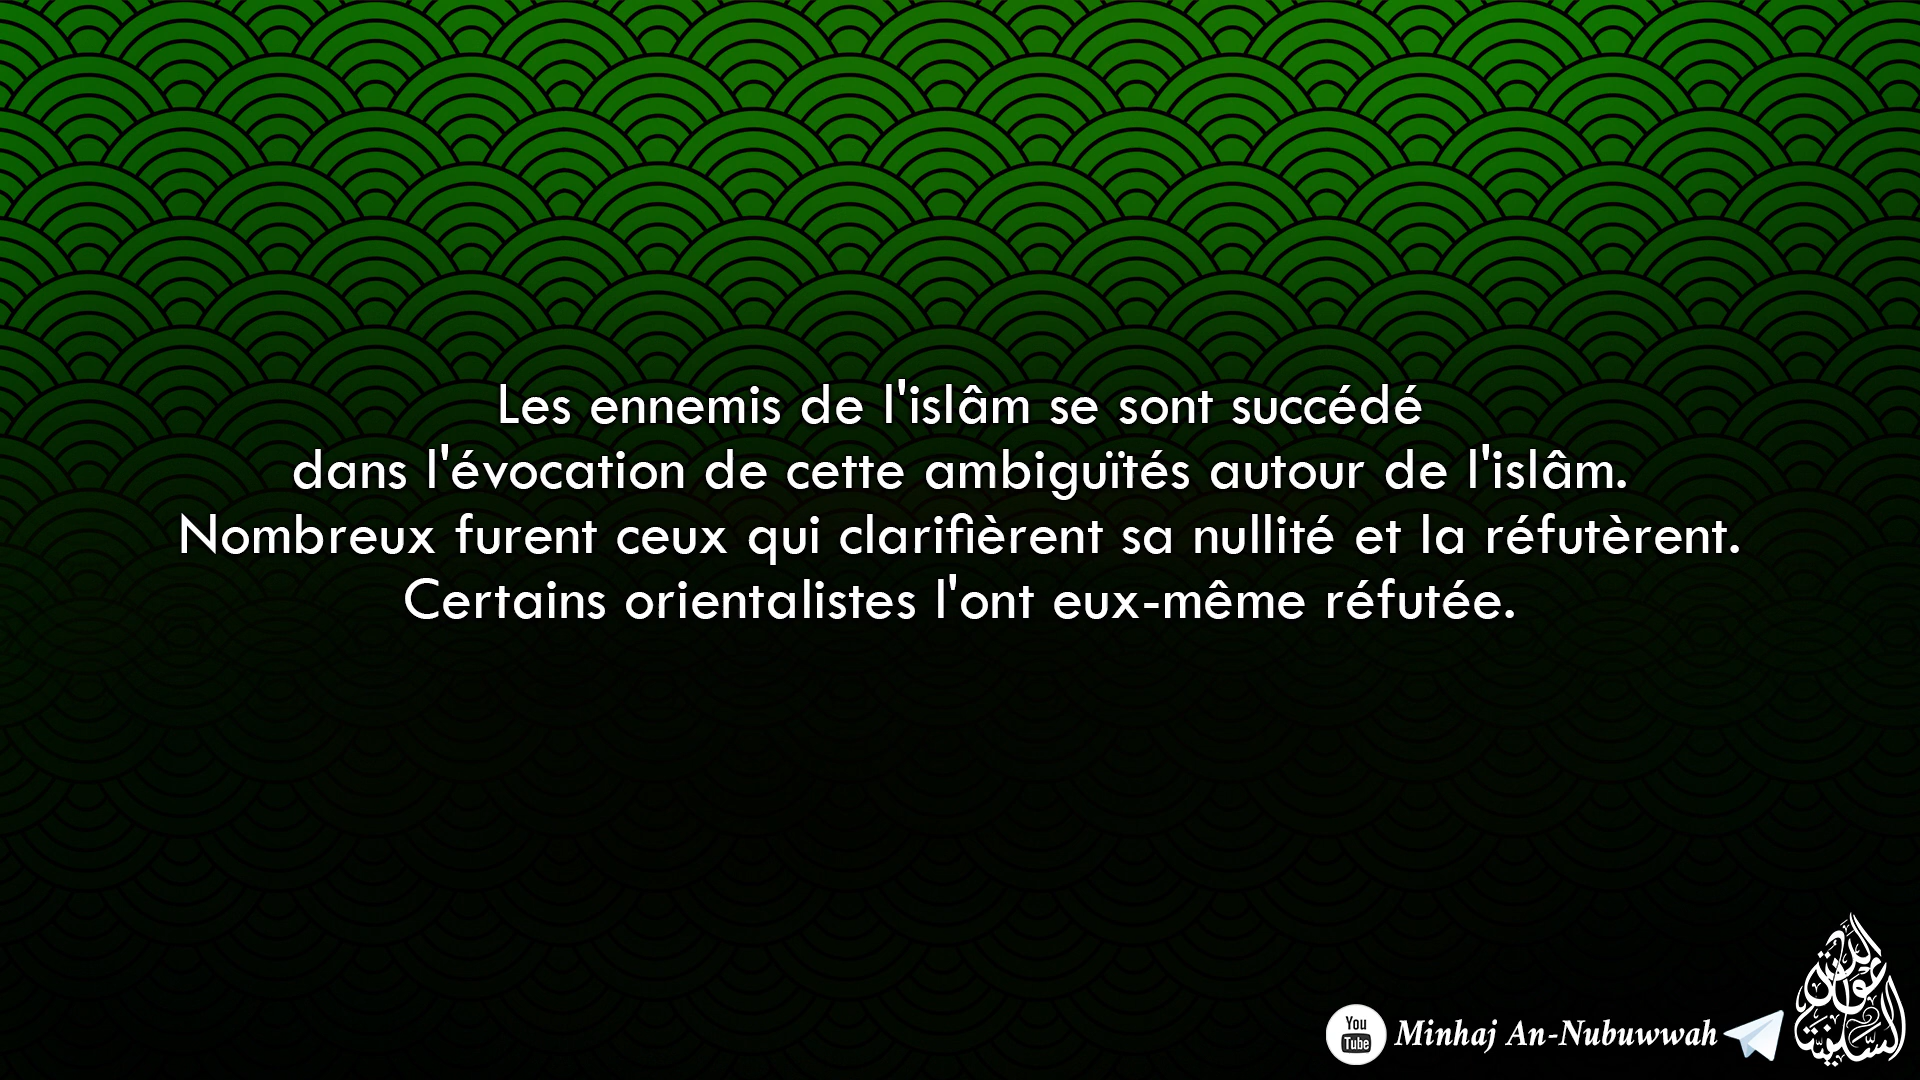 Les ennemis de l'islâm se sont succédé
dans l'évocation de cette ambiguïtés autour de l'islâm.
Nombreux furent ceux qui clarifièrent sa nullité et la réfutèrent.
Certains orientalistes l'ont eux-même réfutée.
You
Tube
Minhaj An-Nubuwwah